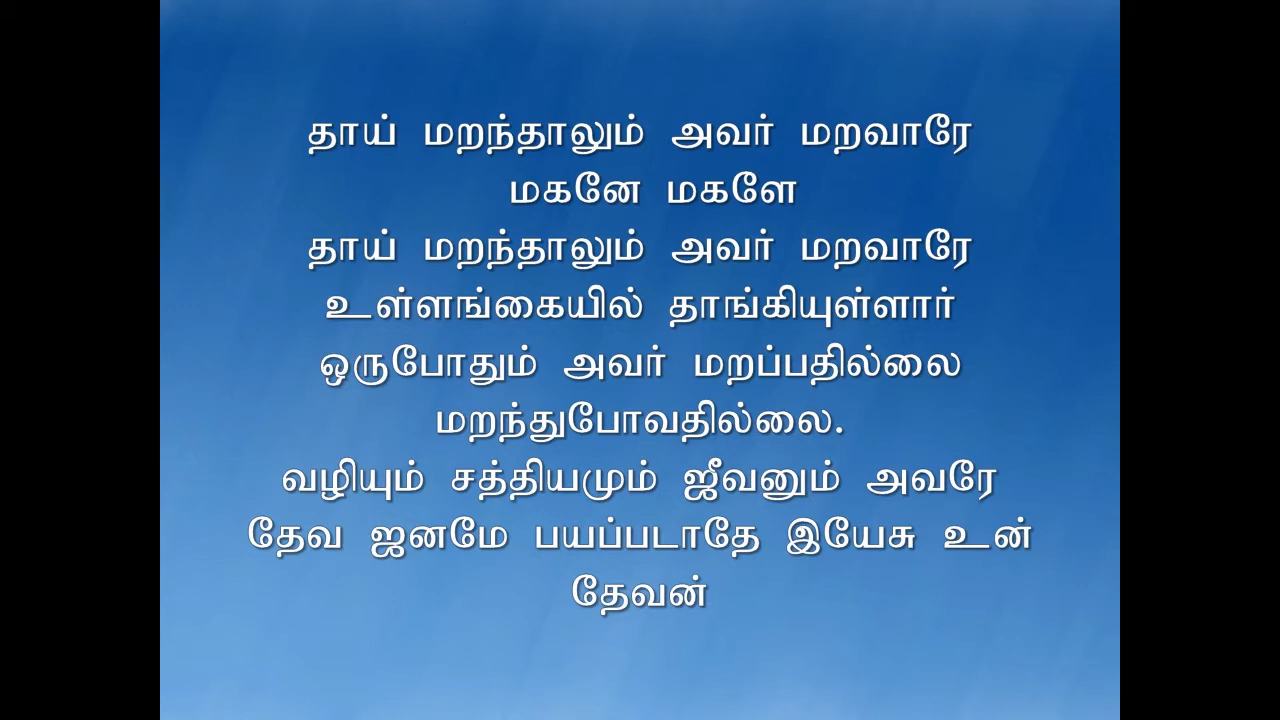 தாய் மறந்தாலும் அவர் மறவாரே
மகனே மகளே
தாய் மறந்தாலும் அவர் மறவாரே
உள்ளங்கையில் தாங்கியுள்ளார்
ஒருபோதும் அவர் மறப்பதில்லை
மறந்துபோவதில்லை.
வழியும் சத்தியமும் ஜீவனும் அவரே
தேவ ஜனமே பயப்படாதே இயேசு உன்
தேவன்